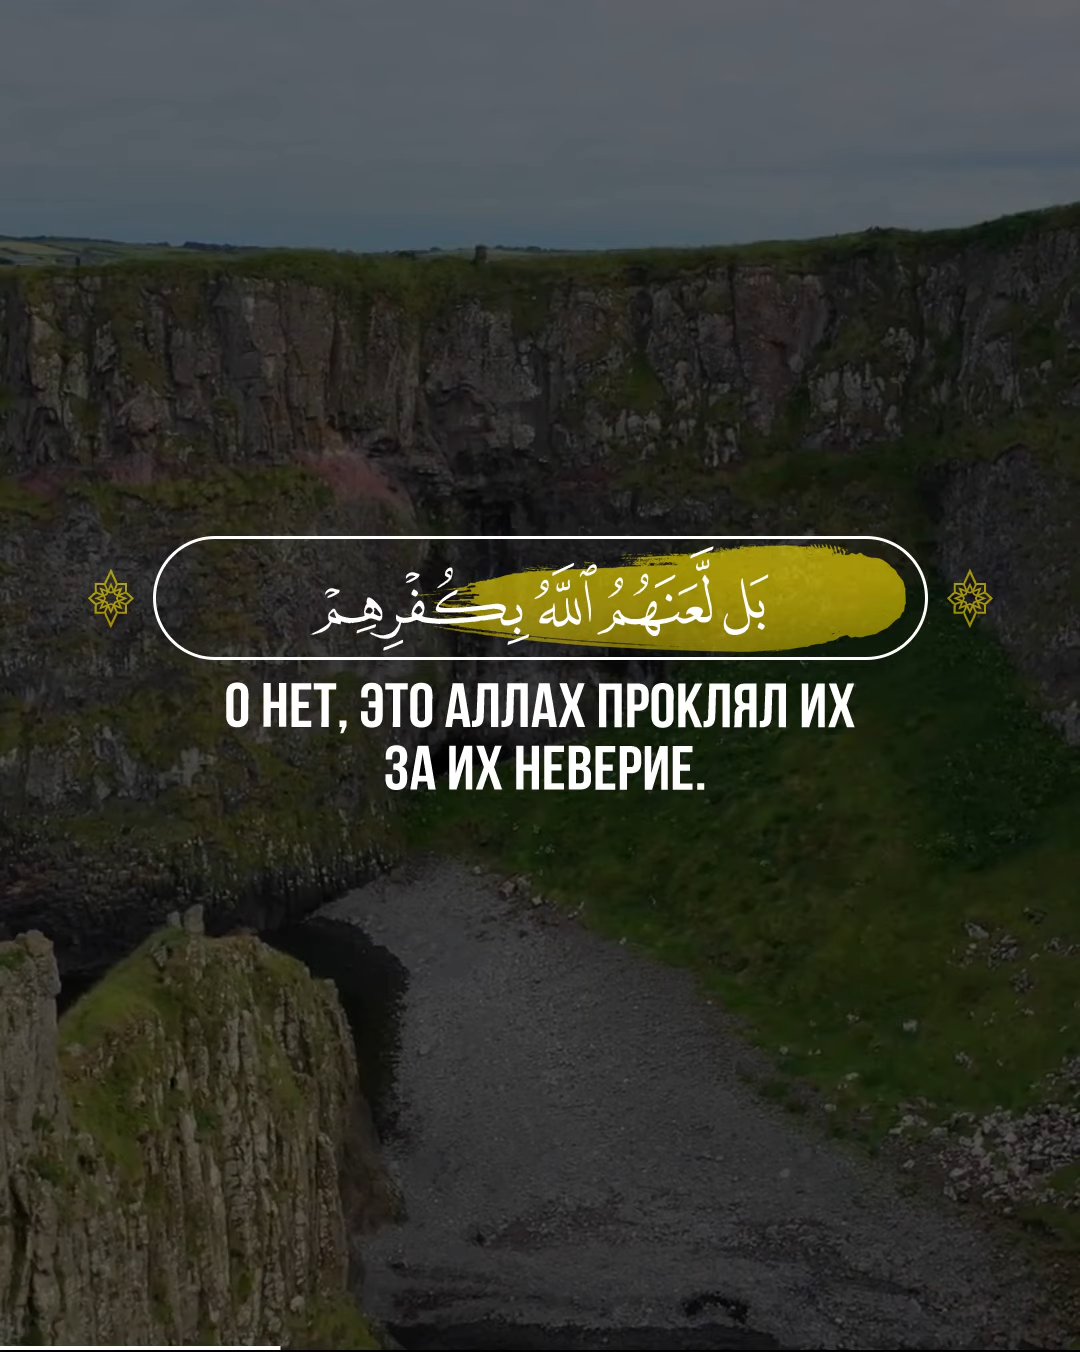 بَل لَّعَنَهُمُ ٱللَّهُ بِكُفْرِهِمْ
О НЕТ, ЭТО АЛЛАХ ПРОКЛЯЛ ИХ
ЗА ИХ НЕВЕРИЕ.